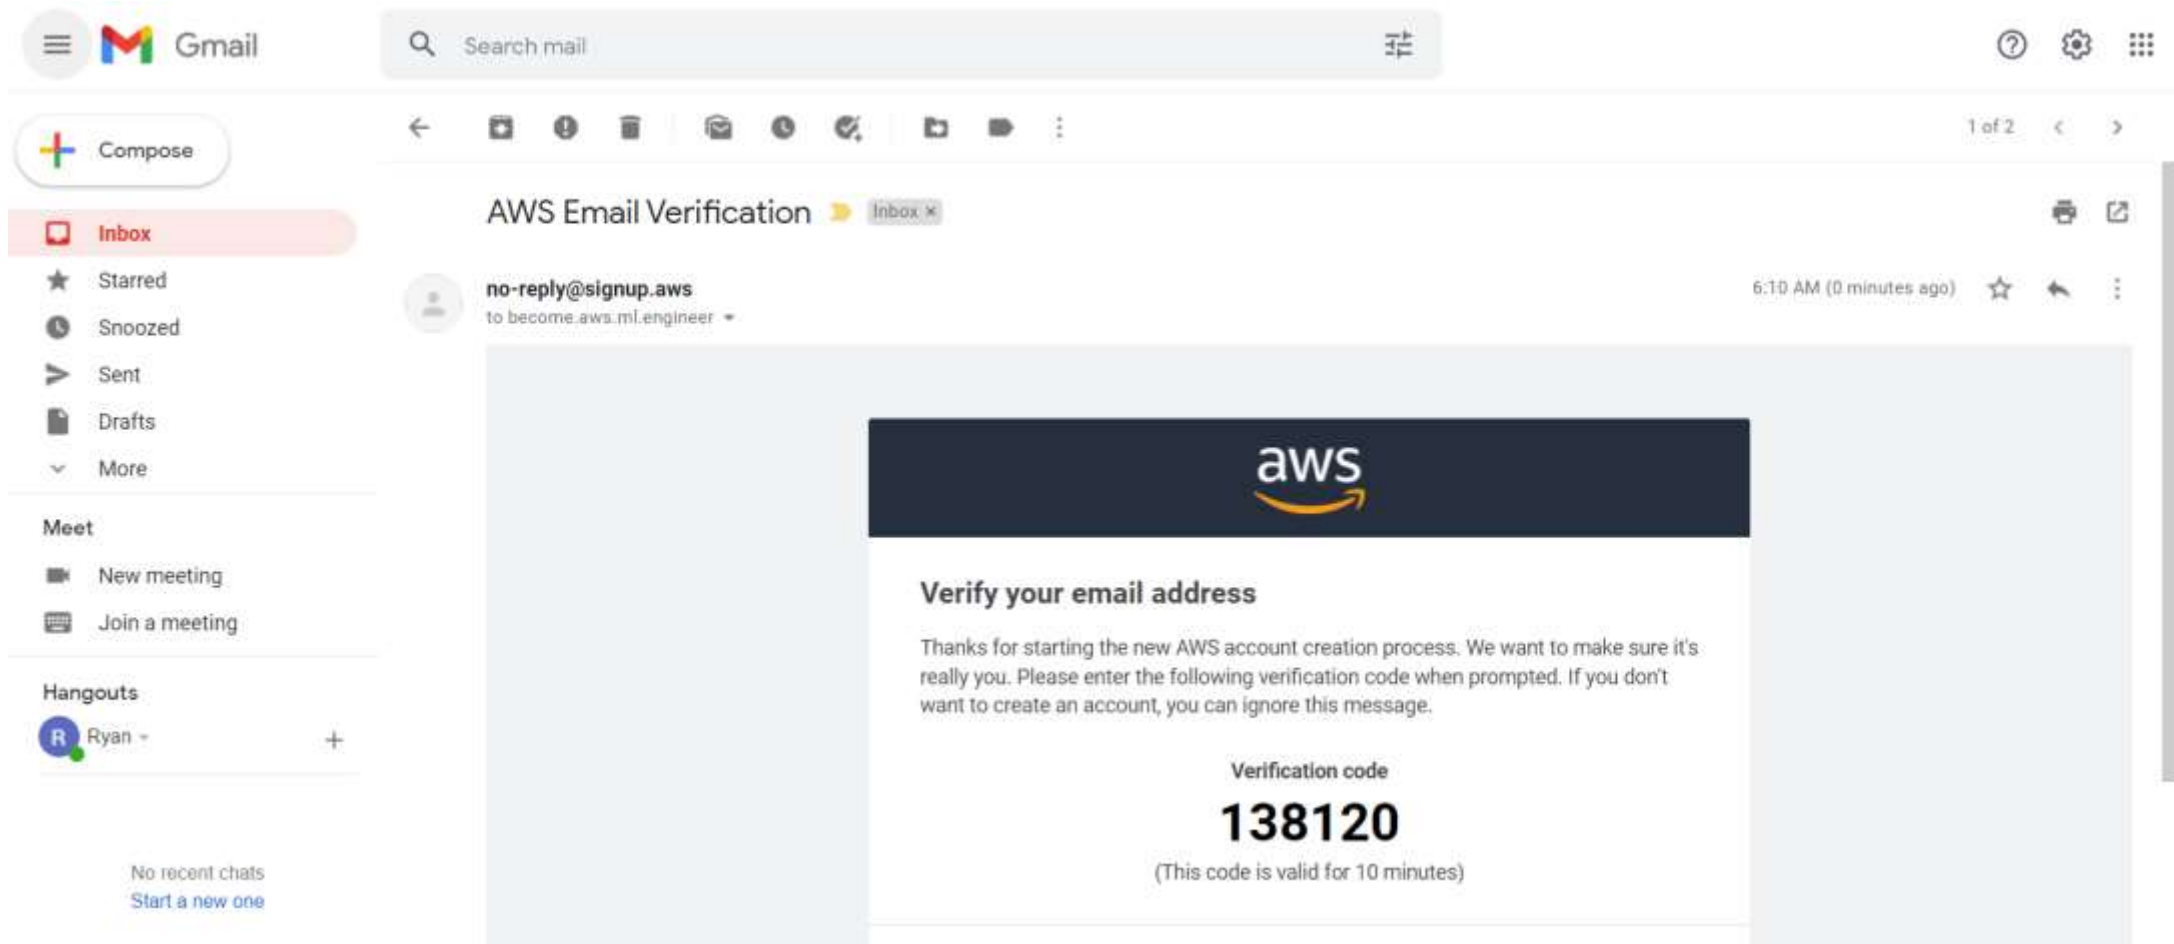 Gmail
Search mail
Compose
1 of 2
Inbox
Starred
Snoozed
Sent
Drafts
More
Meet
New meeting
Join a meeting
Hangouts
R Ryan
No recent chats
Start a new one
AWS Email Verification Inbox ×
no-reply@signup.aws 6:10 AM (0 minutes ago)
to become.aws.ml.engineer
aws
Verify your email address
Thanks for starting the new AWS account creation process. We want to make sure it's
really you. Please enter the following verification code when prompted. If you don't
want to create an account, you can ignore this message.
Verification code
138120
(This code is valid for 10 minutes)